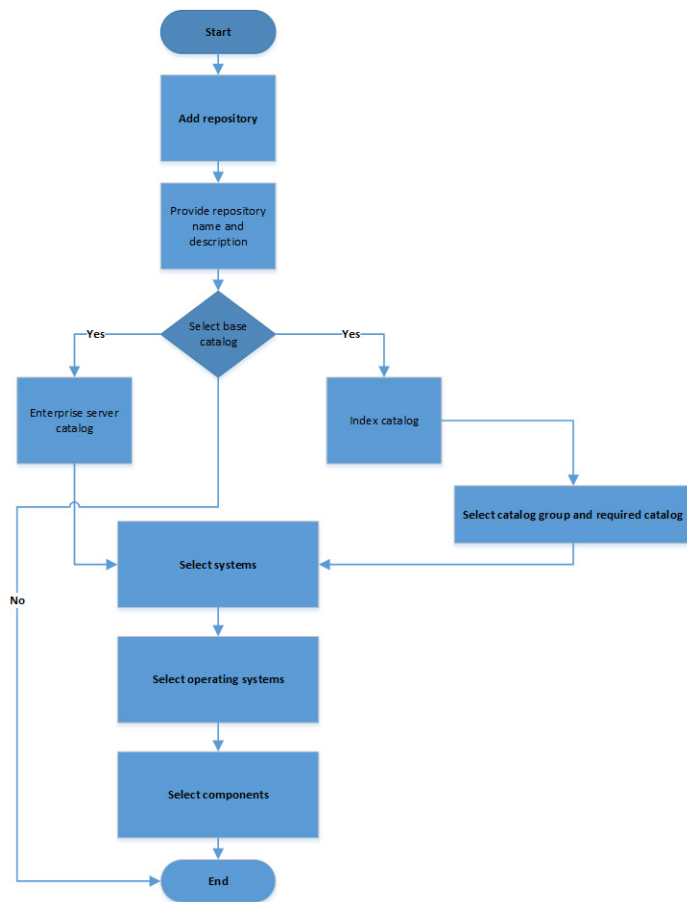 Start
Add repository
Provide repository
name and
description
Select base
catalog
Yes
Yes
Enterprise server
catalog
Index catalog
Select catalog group and required catalog
Select systems
No
Select operating systems
Select components
End